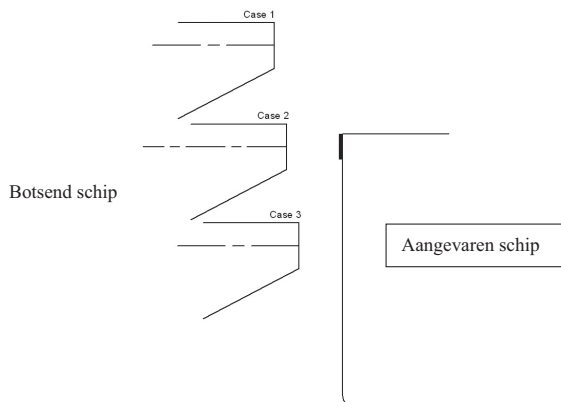 Case 1
Case 2
Botsend schip
Case 3
Aangevaren schip